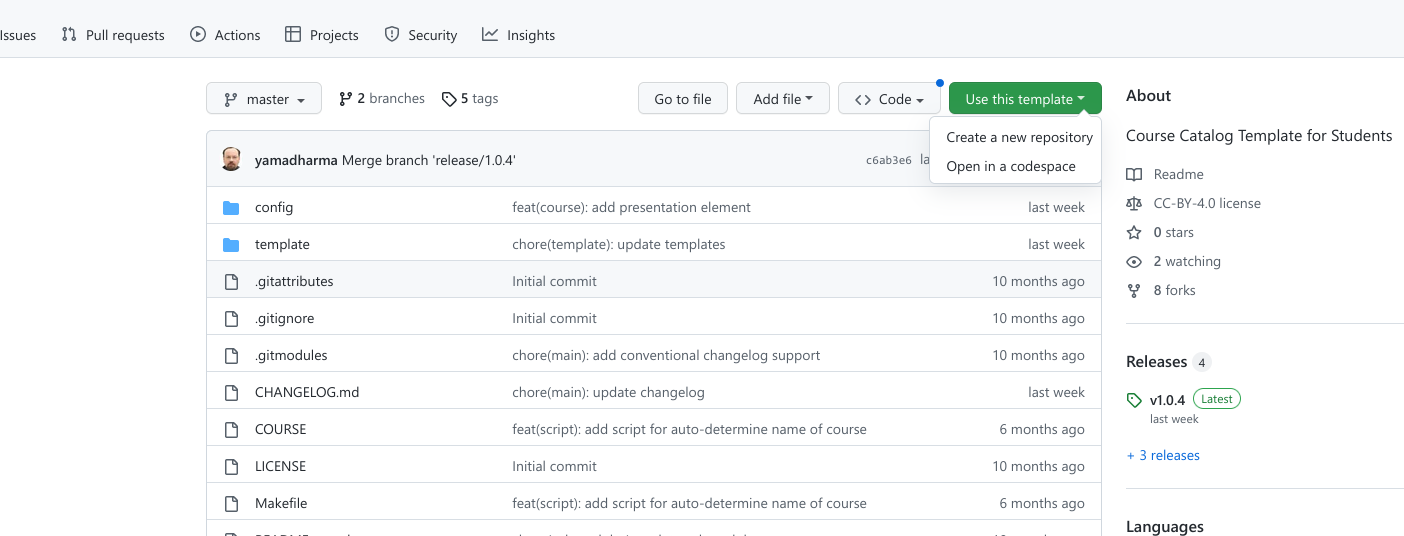 Issues Pull requests Actions Projects Security Insights
master 2 branches 5 tags Go to file Add file Code Use this template
Create a new repository
Open in a codespace
yamadharma Merge branch 'release/1.0.4' c6ab3e6
config feat(course): add presentation element last week
template chore(template): update templates last week
.gitattributes Initial commit 10 months ago
.gitignore Initial commit 10 months ago
.gitmodules chore(main): add conventional changelog support 10 months ago
CHANGELOG.md chore(main): update changelog last week
COURSE feat(script): add script for auto-determine name of course 6 months ago
LICENSE Initial commit 10 months ago
Makefile feat(script): add script for auto-determine name of course 6 months ago
About
Course Catalog Template for Students
Readme
CC-BY-4.0 license
0 stars
2 watching
8 forks
Releases 4
v1.0.4 Latest
last week
+ 3 releases
Languages